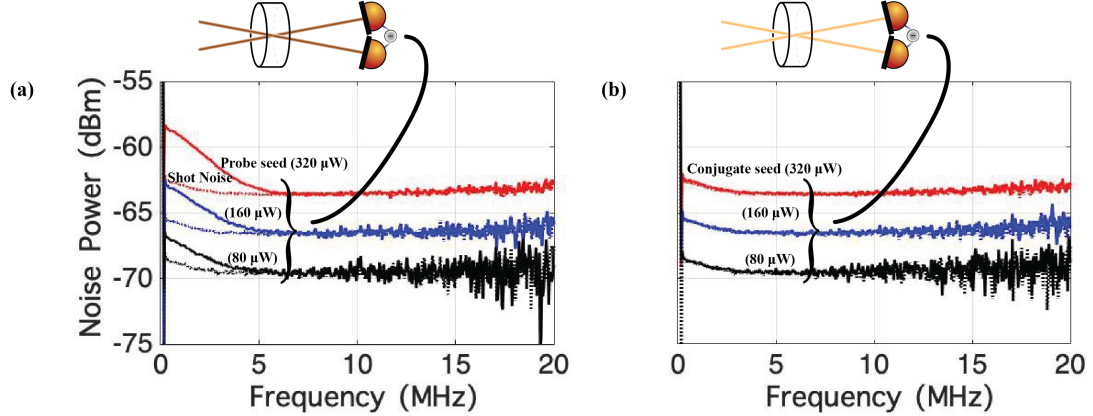 (a)
Noise Power (dBm)
-55
-60
-65
-70
-75
Probe seed (320 µW)
Shot Noise
(160 µW)
(80 µW)
0 5 10 15 20
Frequency (MHz)
(b)
Conjugate seed (320 µW)
(160 µW)
(80 µW)
0 5 10 15 20
Frequency (MHz)